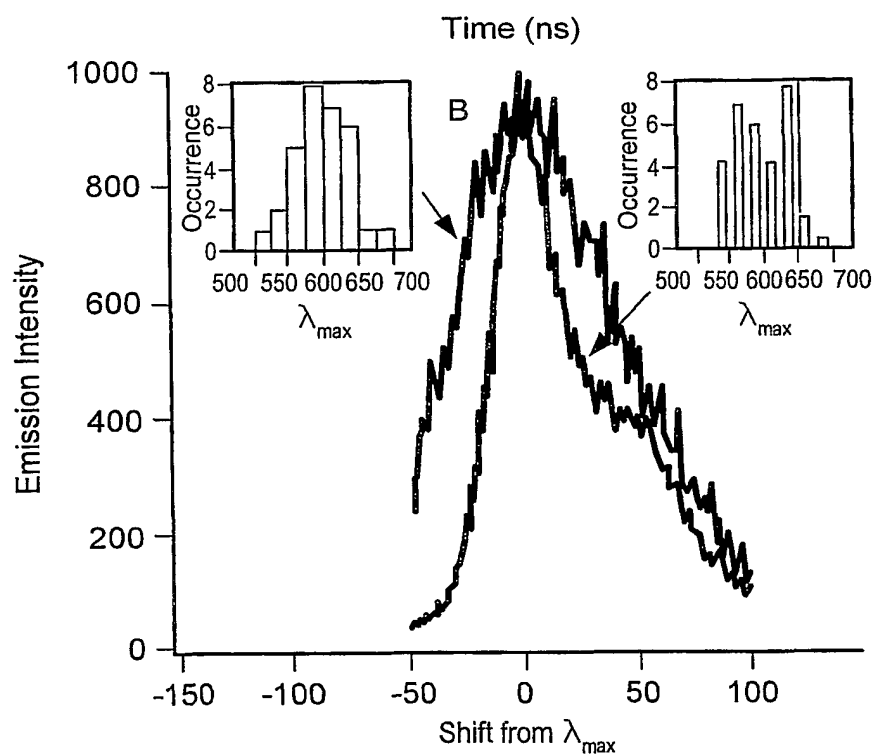 Time (ns)
B
Emission Intensity
1000
800
600
400
200
0
-150 -100 -50 0 50 100
Shift from λmax
Occurrence
8
6
4
2
0
500 550 600 650 700
λmax
Occurrence
8
6
4
2
0
500 550 600 650 700
λmax